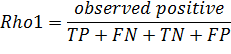 Rho1 = observed positive / TP + FN + TN + FP